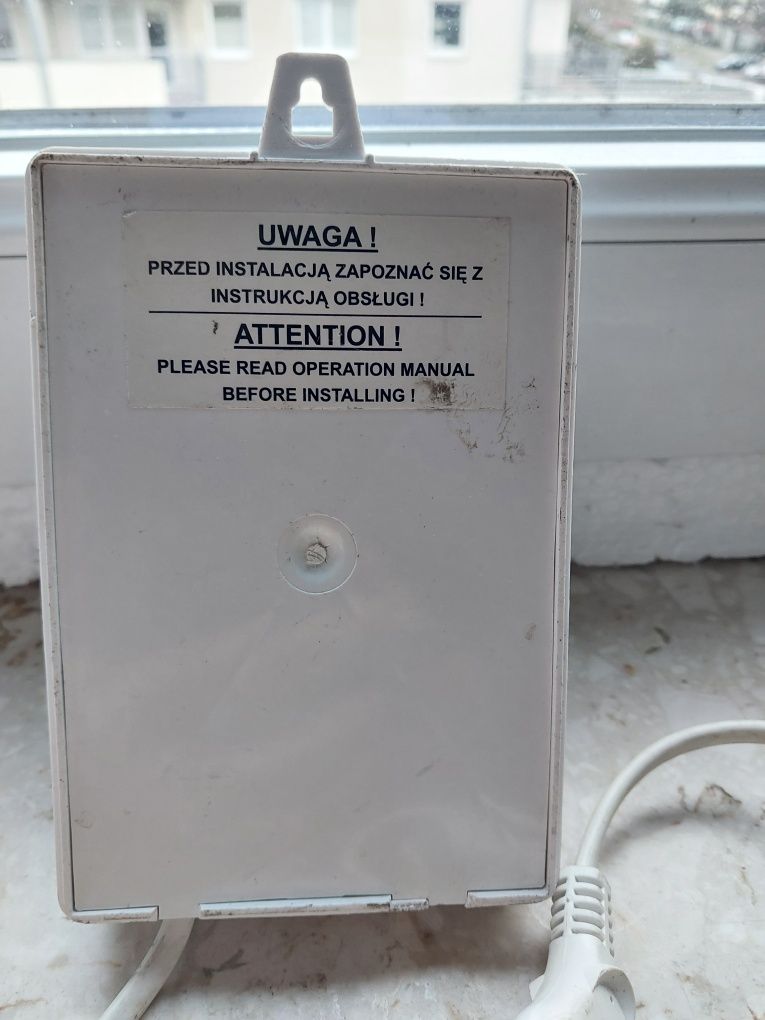 UWAGA !
PRZED INSTALACJĄ ZAPOZNAĆ SIĘ Z
INSTRUKCJĄ OBSŁUGI !
ATTENTION !
PLEASE READ OPERATION MANUAL
BEFORE INSTALLING !